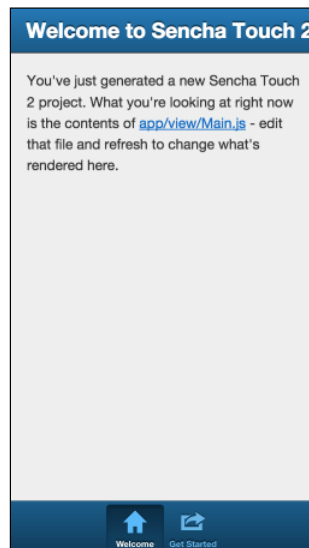 Welcome to Sencha Touch 2
You've just generated a new Sencha Touch
2 project. What you're looking at right now
is the contents of app/view/Main.js - edit
that file and refresh to change what's
rendered here.
Welcome Get Started